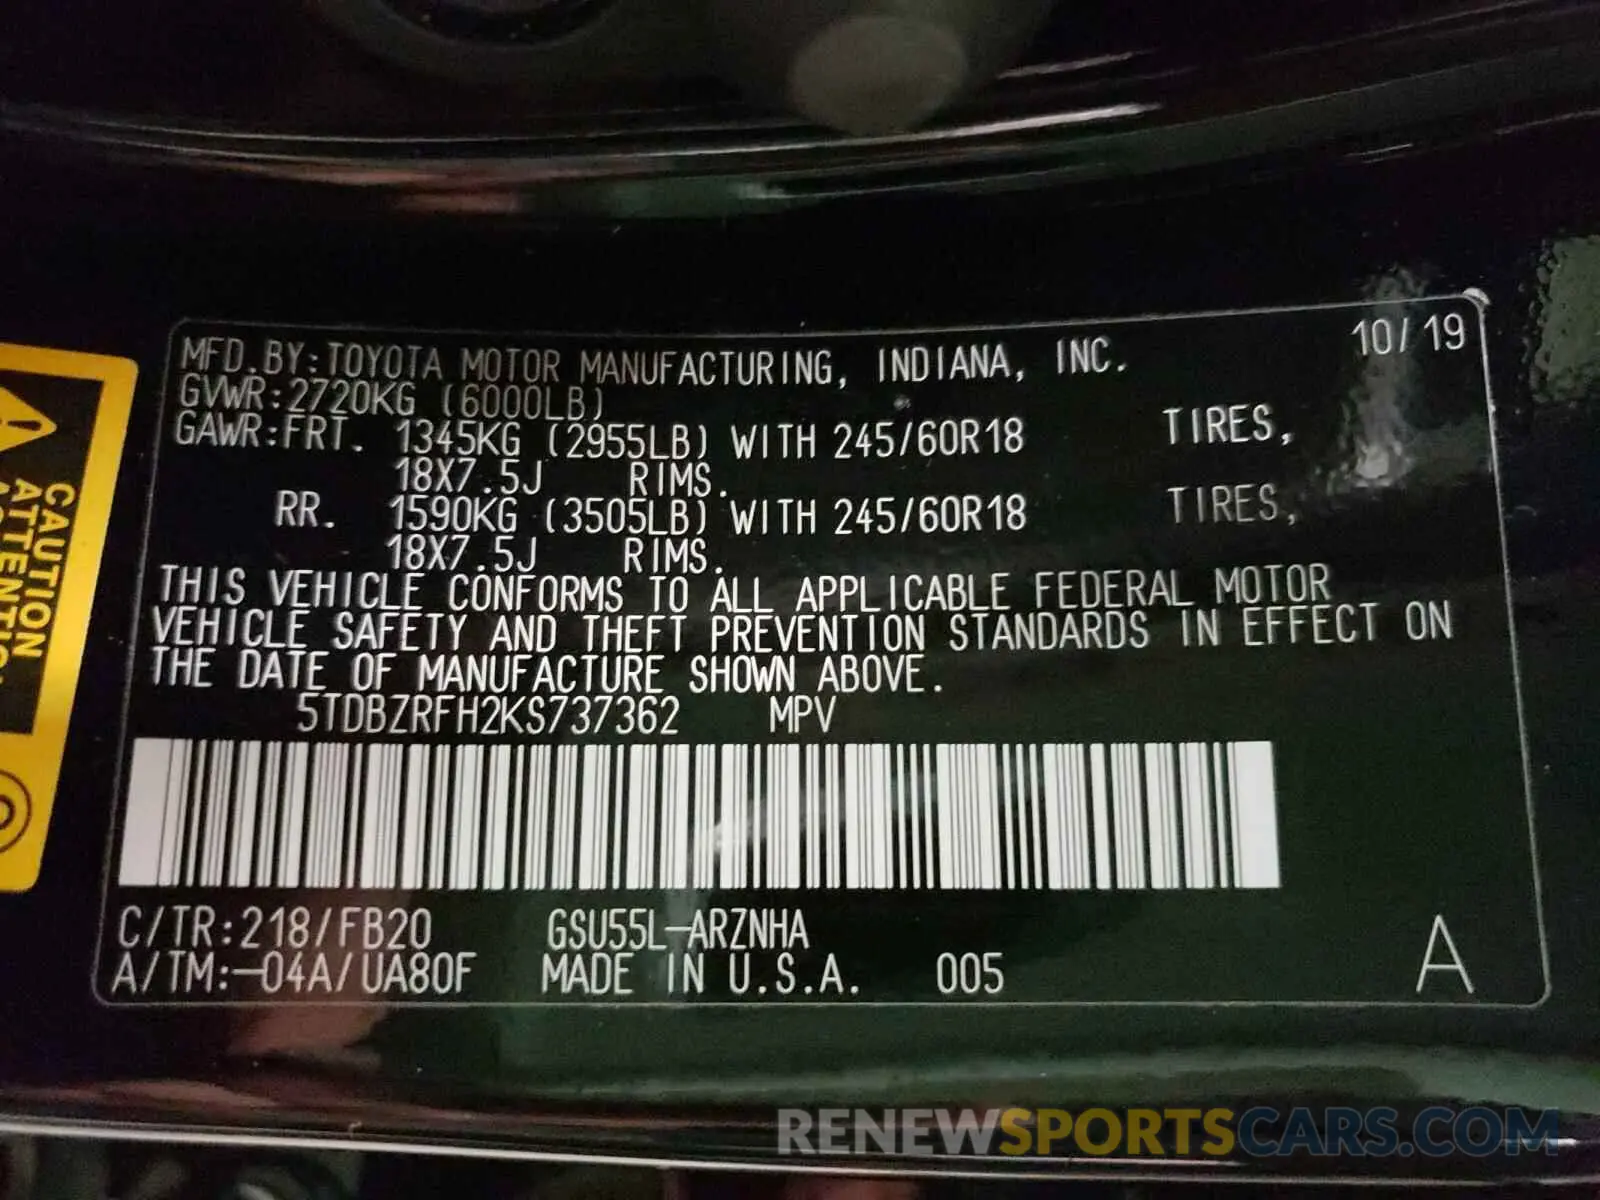 MFD.BY:TOYOTA MOTOR MANUFACTURING, INDIANA, INC. 10/19
GVWR:2720KG (6000LB)
GAWR:FRT. 1345KG (2955LB) WITH 245/60R18 TIRES,
18X7.5J RIMS.
RR. 1590KG (3505LB) WITH 245/60R18 TIRES,
18X7.5J RIMS.
THIS VEHICLE CONFORMS TO ALL APPLICABLE FEDERAL MOTOR
VEHICLE SAFETY AND THEFT PREVENTION STANDARDS IN EFFECT ON
THE DATE OF MANUFACTURE SHOWN ABOVE.
5TDBZRFH2KS737362 MPV
C/TR:218/FB20 GSU55L-ARZNHA
A/TM:-04A/UA80F MADE IN U.S.A. 005 A
CAUTION
ATTENTION
RENEWSPORTSCARS.COM